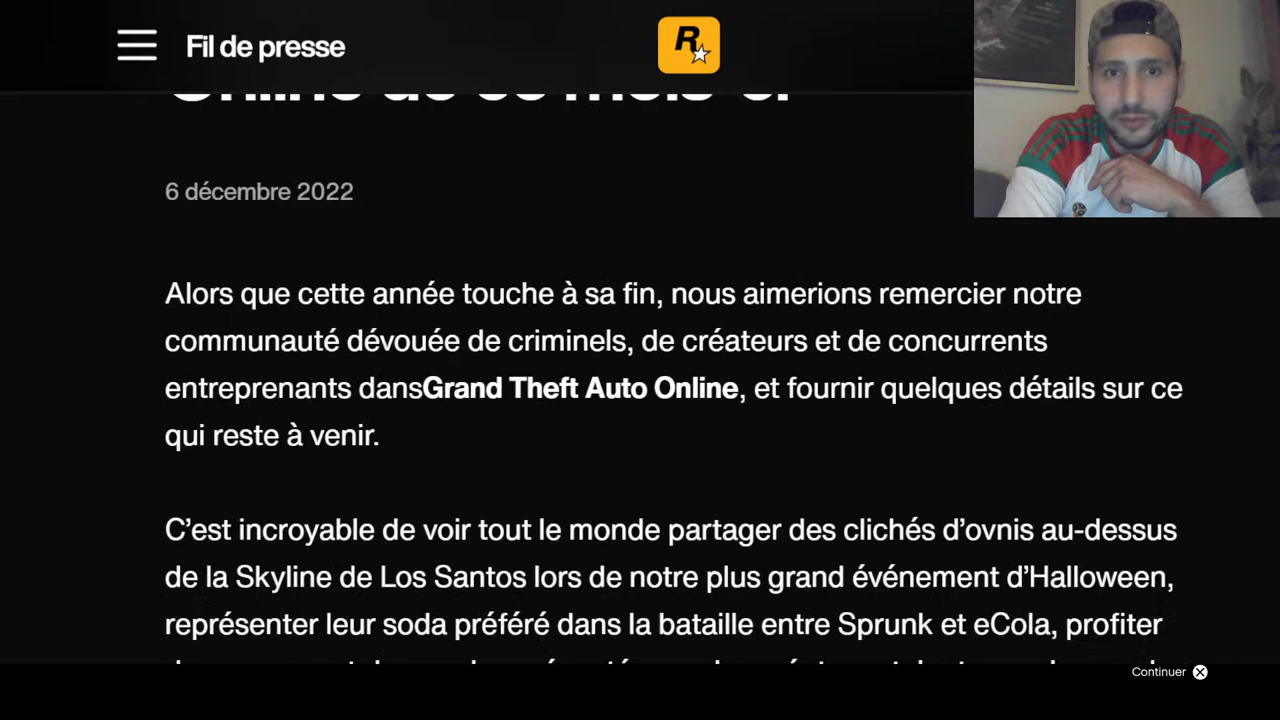 Fil de presse
R
6 décembre 2022
Alors que cette année touche à sa fin, nous aimerions remercier notre
communauté dévouée de criminels, de créateurs et de concurrents
entreprenants dansGrand Theft Auto Online, et fournir quelques détails sur ce
qui reste à venir.
C’est incroyable de voir tout le monde partager des clichés d’ovnis au-dessus
de la Skyline de Los Santos lors de notre plus grand événement d’Halloween,
représenter leur soda préféré dans la bataille entre Sprunk et eCola, profiter
Continuer